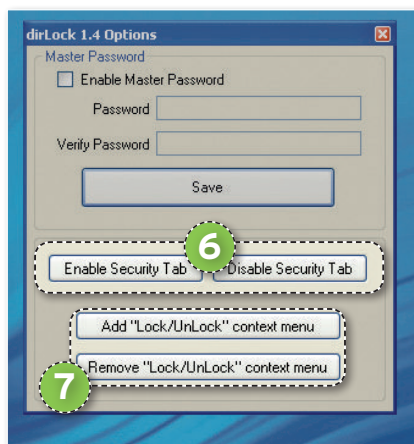 dirLock 1.4 Options
Master Password
Enable Master Password
Password
Verify Password
Save
6
Enable Security Tab
Disable Security Tab
Add "Lock/UnLock" context menu
Remove "Lock/UnLock" context menu
7